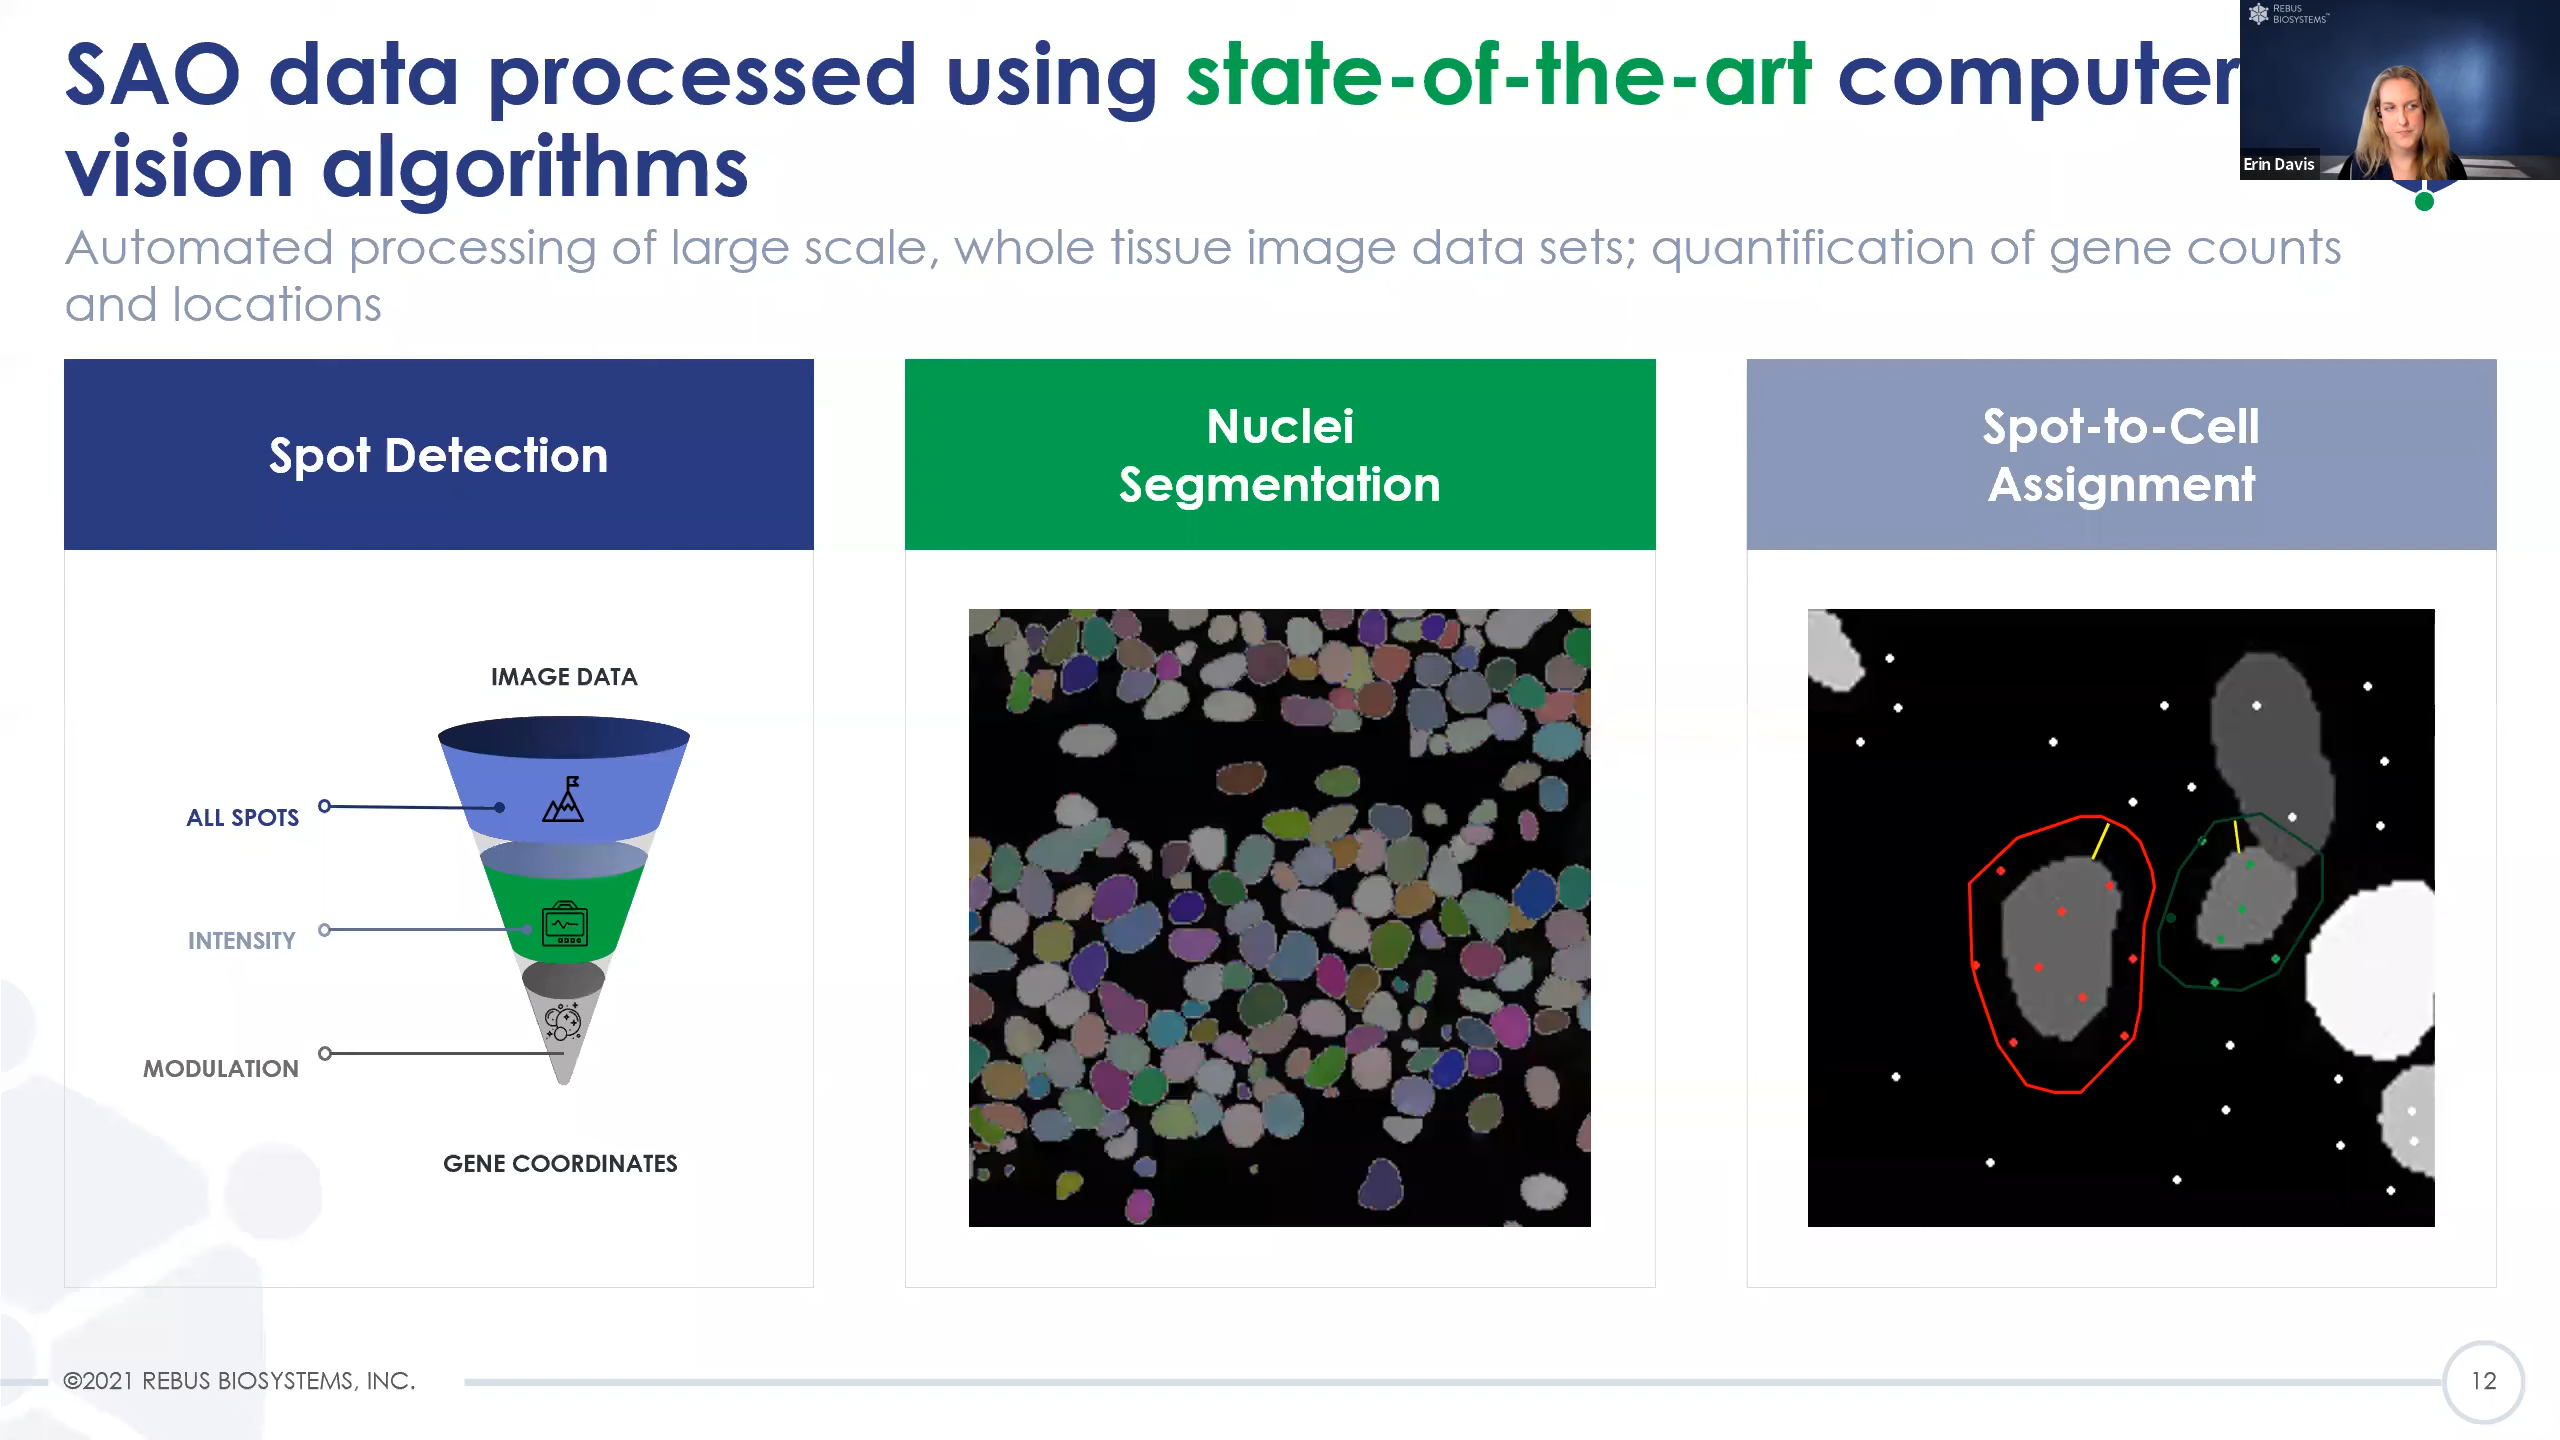 SAO data processed using state-of-the-art computer
vision algorithms
REBUS
BIOSYSTEMS™
Erin Davis
Automated processing of large scale, whole tissue image data sets; quantification of gene counts
and locations
Spot Detection
IMAGE DATA
ALL SPOTS
INTENSITY
MODULATION
GENE COORDINATES
Nuclei
Segmentation
Spot-to-Cell
Assignment
©2021 REBUS BIOSYSTEMS, INC.
12